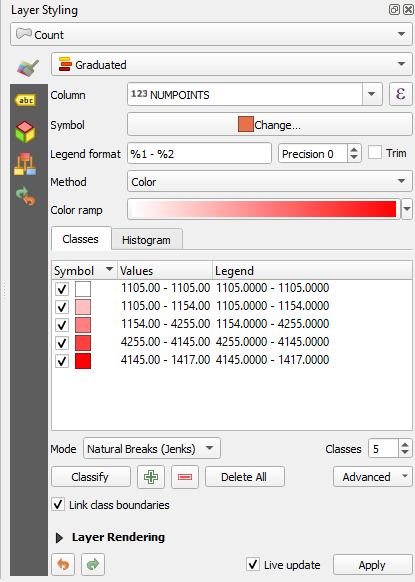 Layer Styling
Count
Graduated
abc
Column 123 NUMPOINTS ε
Symbol Change...
Legend format %1 - %2 Precision 0 Trim
Method Color
Color ramp
Classes Histogram
Symbol Values Legend
1105.00 - 1105.00 1105.0000 - 1105.0000
1105.00 - 1154.00 1105.0000 - 1154.0000
1154.00 - 4255.00 1154.0000 - 4255.0000
4255.00 - 4145.00 4255.0000 - 4145.0000
4145.00 - 1417.00 4145.0000 - 1417.0000
Mode Natural Breaks (Jenks) Classes 5
Classify Delete All Advanced
Link class boundaries
Layer Rendering
Live update Apply